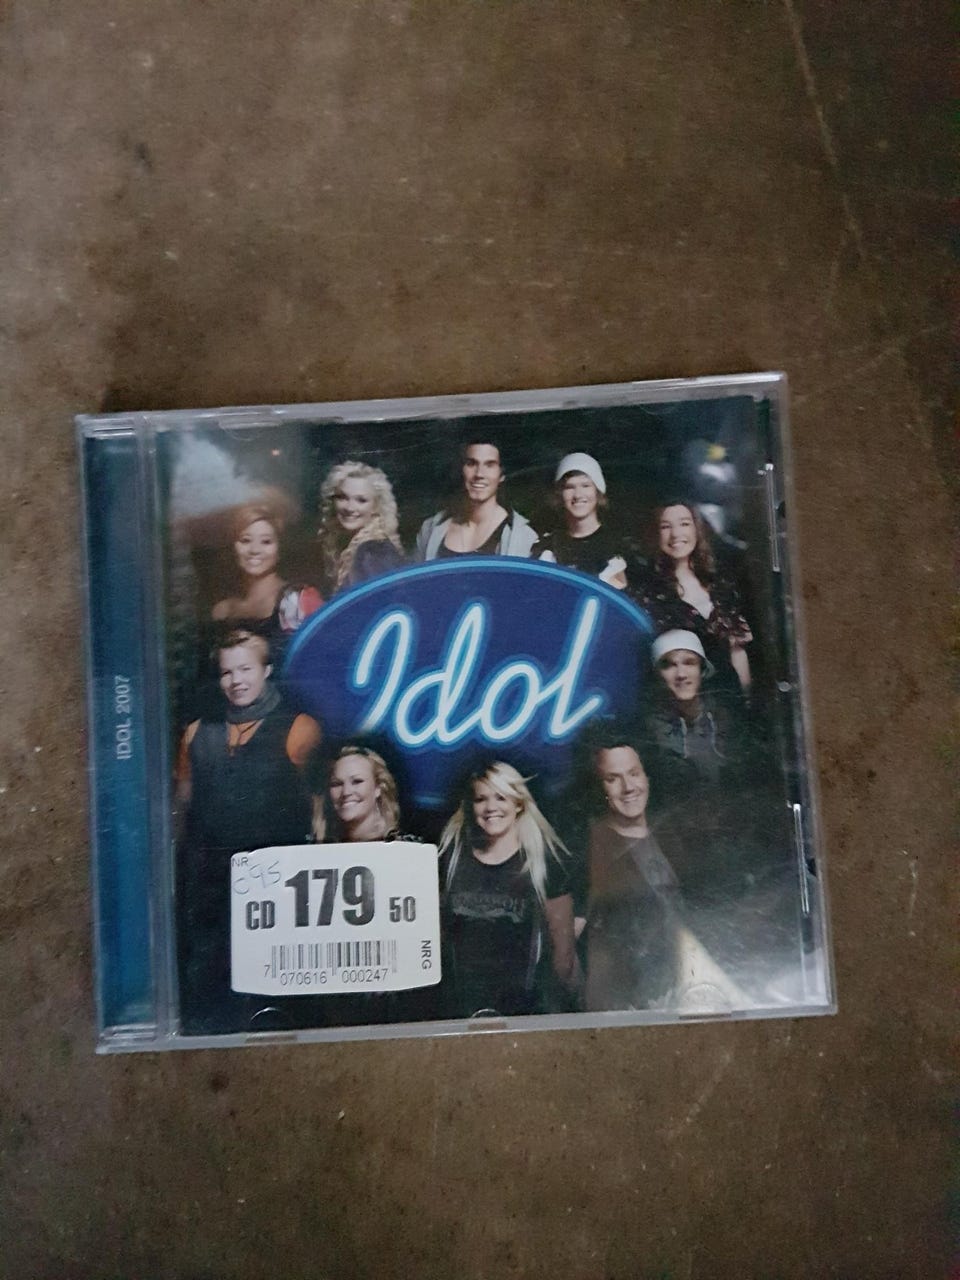 IDOL 2007
Idol
NR.
C95
CD 179 50
NRG
7 070616 000247